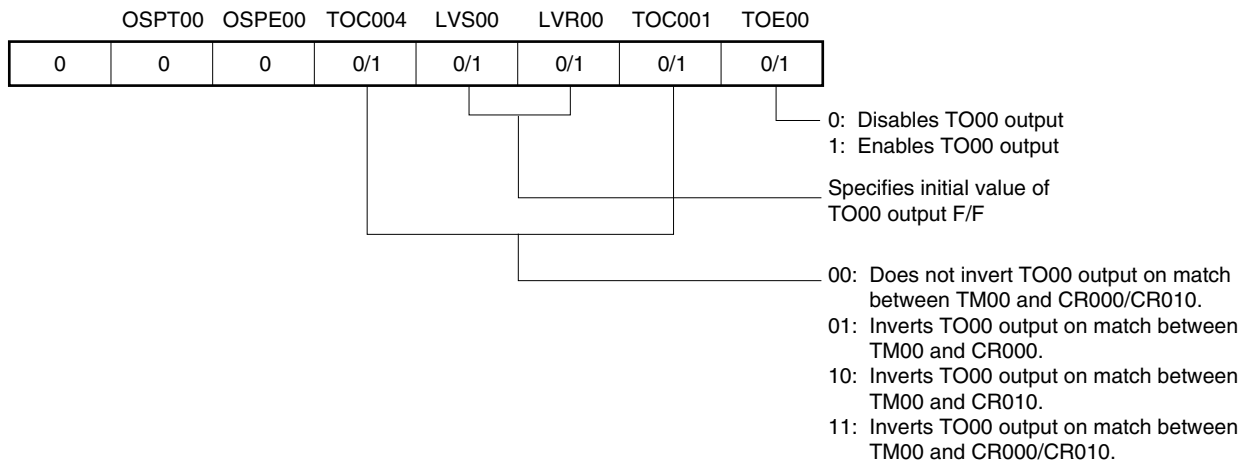 OSPT00 OSPE00 TOC004 LVS00 LVR00 TOC001 TOE00
0 0 0 0/1 0/1 0/1 0/1 0/1
0: Disables TO00 output
1: Enables TO00 output
Specifies initial value of
TO00 output F/F
00: Does not invert TO00 output on match
between TM00 and CR000/CR010.
01: Inverts TO00 output on match between
TM00 and CR000.
10: Inverts TO00 output on match between
TM00 and CR010.
11: Inverts TO00 output on match between
TM00 and CR000/CR010.